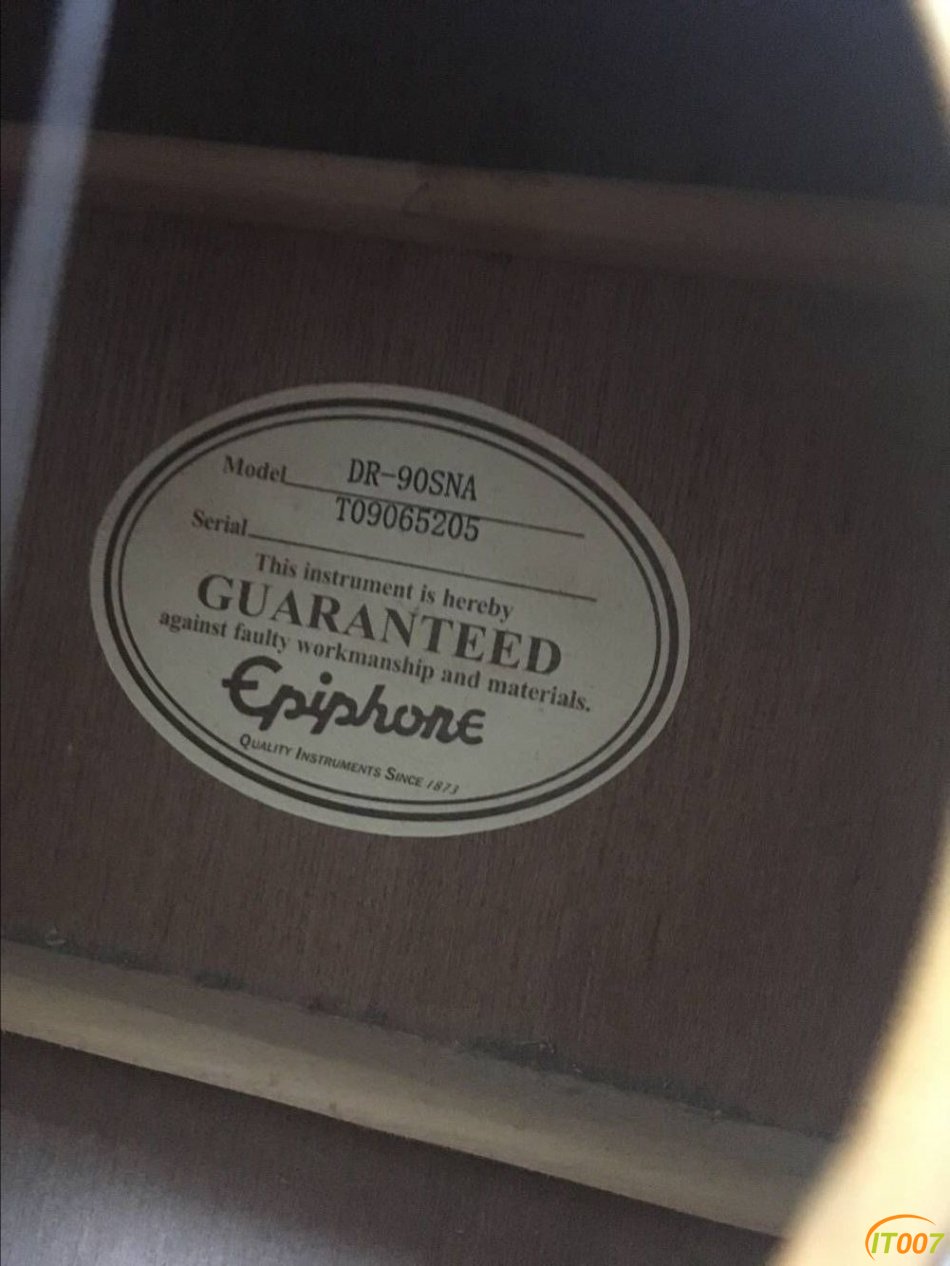 Model DR-90SNA
Serial T09065205
This instrument is hereby
GUARANTEED
against faulty workmanship and materials.
Epiphone
QUALITY INSTRUMENTS SINCE 1873
IT007